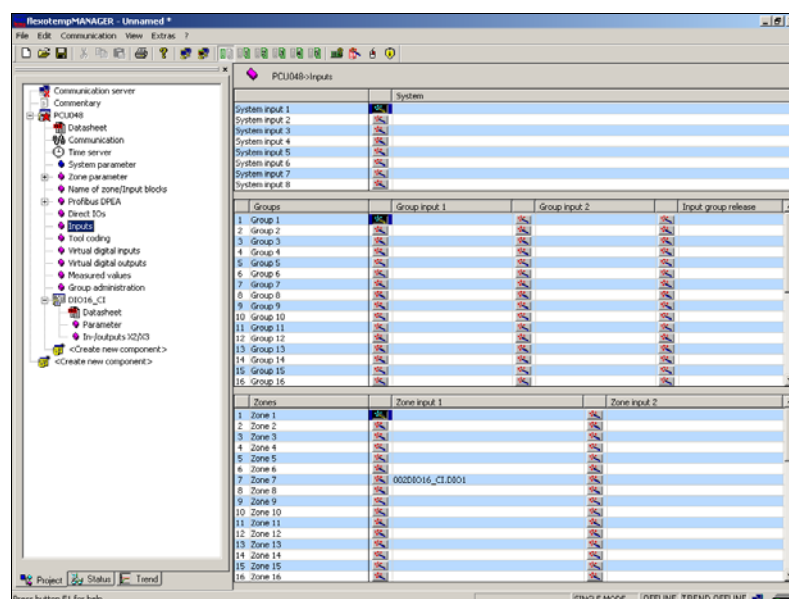 flexotempMANAGER - Unnamed *
File Edit Communication View Extras ?
Communication server
Commentary
PCU048
Datasheet
Communication
Time server
System parameter
Zone parameter
Name of zone/Input blocks
Profibus DPEA
Direct IOs
Inputs
Tool coding
Virtual digital inputs
Virtual digital outputs
Measured values
Group administration
DIO16_CI
Datasheet
Parameter
In-/outputs X2/X3
<Create new component>
<Create new component>
Project Status Trend
PCU048->Inputs
System
System input 1
System input 2
System input 3
System input 4
System input 5
System input 6
System input 7
System input 8
Groups Group input 1 Group input 2 Input group release
1 Group 1
2 Group 2
3 Group 3
4 Group 4
5 Group 5
6 Group 6
7 Group 7
8 Group 8
9 Group 9
10 Group 10
11 Group 11
12 Group 12
13 Group 13
14 Group 14
15 Group 15
16 Group 16
Zones Zone input 1 Zone input 2
1 Zone 1
2 Zone 2
3 Zone 3
4 Zone 4
5 Zone 5
6 Zone 6
7 Zone 7 002DIO16_CI.DIO1
8 Zone 8
9 Zone 9
10 Zone 10
11 Zone 11
12 Zone 12
13 Zone 13
14 Zone 14
15 Zone 15
16 Zone 16
Press button F1 for help SINGLE MODE OFFLINE TREND OFFLINE